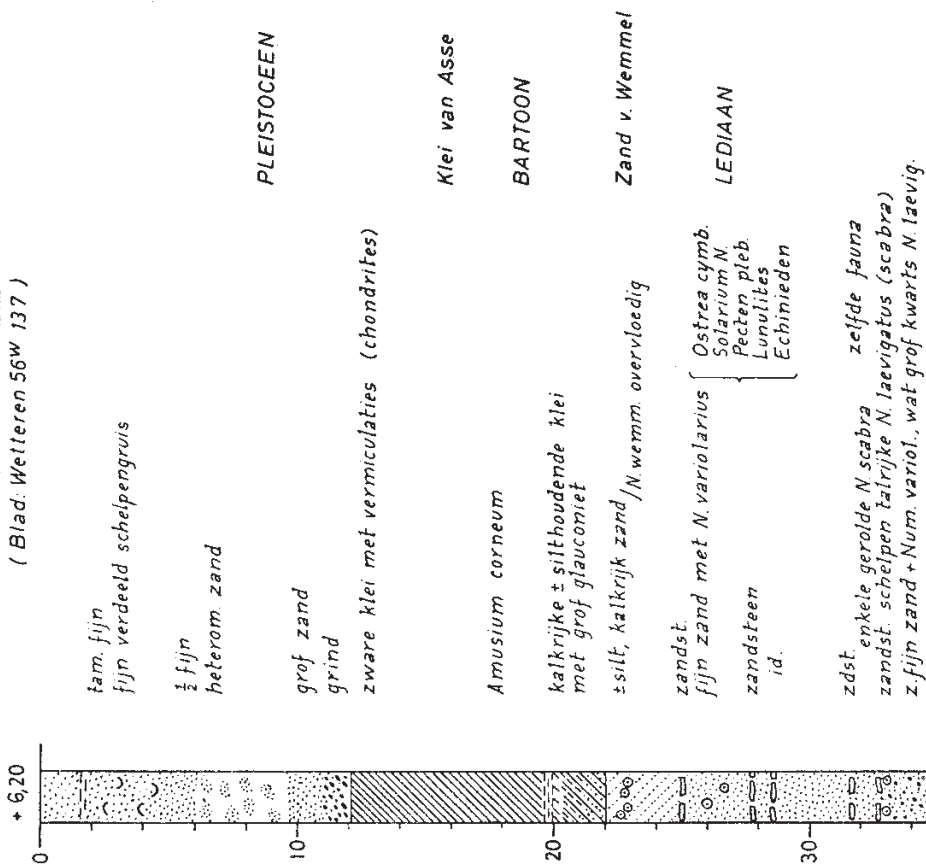 ( Blad: Wetteren 56W 137 )
+ 6,20
0
tam. fijn
fijn verdeeld schelpengruis
½ fijn
heterom. zand
PLEISTOCEEN
10
grof zand
grind
zware klei met vermiculaties (chondrites)
Klei van Asse
Amusium corneum
BARTOON
20
kalkrijke ± silthoudende klei
met grof glauconiet
± silt, kalkrijk zand / N. wemm. overvloedig
Zand v. Wemmel
zandst.
fijn zand met N. variolarius
Ostrea cymb.
Solarium N.
Pecten pleb.
Lunulites
Echinieden
LEDIAAN
zandsteen
id.
30
zdst. enkele gerolde N. scabra zelfde fauna
zandst. schelpen talrijke N. laevigatus (scabra)
z. fijn zand + Num. variol., wat grof kwarts N. laevig.